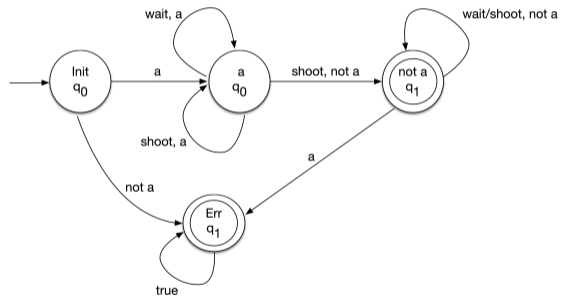 wait, a
wait/shoot, not a
Init
q0
a
a
q0
shoot, not a
not a
q1
shoot, a
a
not a
Err
q1
true